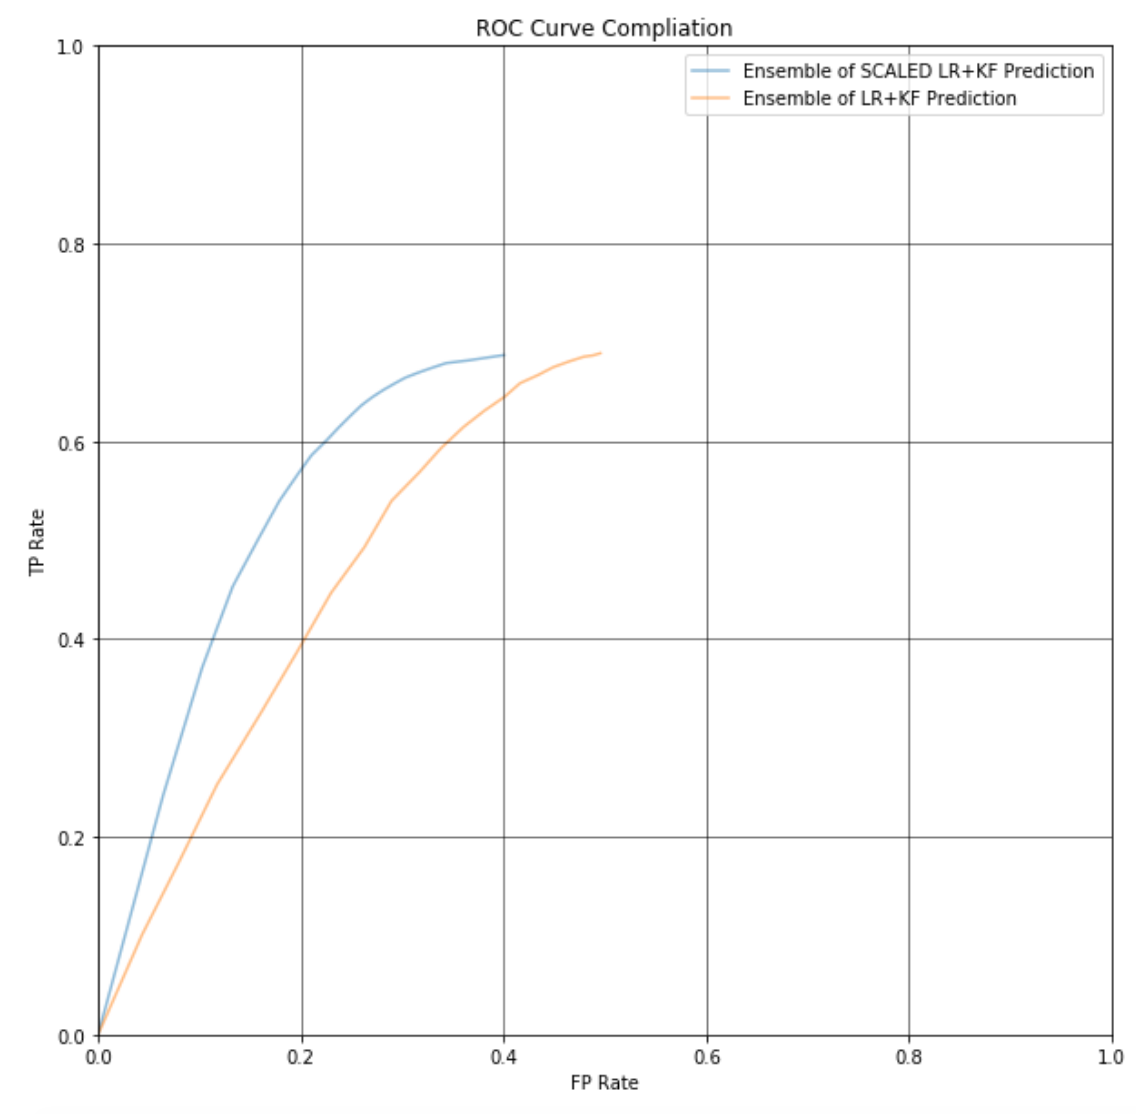 ROC Curve Compliation
1.0
Ensemble of SCALED LR+KF Prediction
Ensemble of LR+KF Prediction
0.8
0.6
TP Rate
0.4
0.2
0.0
0.0 0.2 0.4 0.6 0.8 1.0
FP Rate